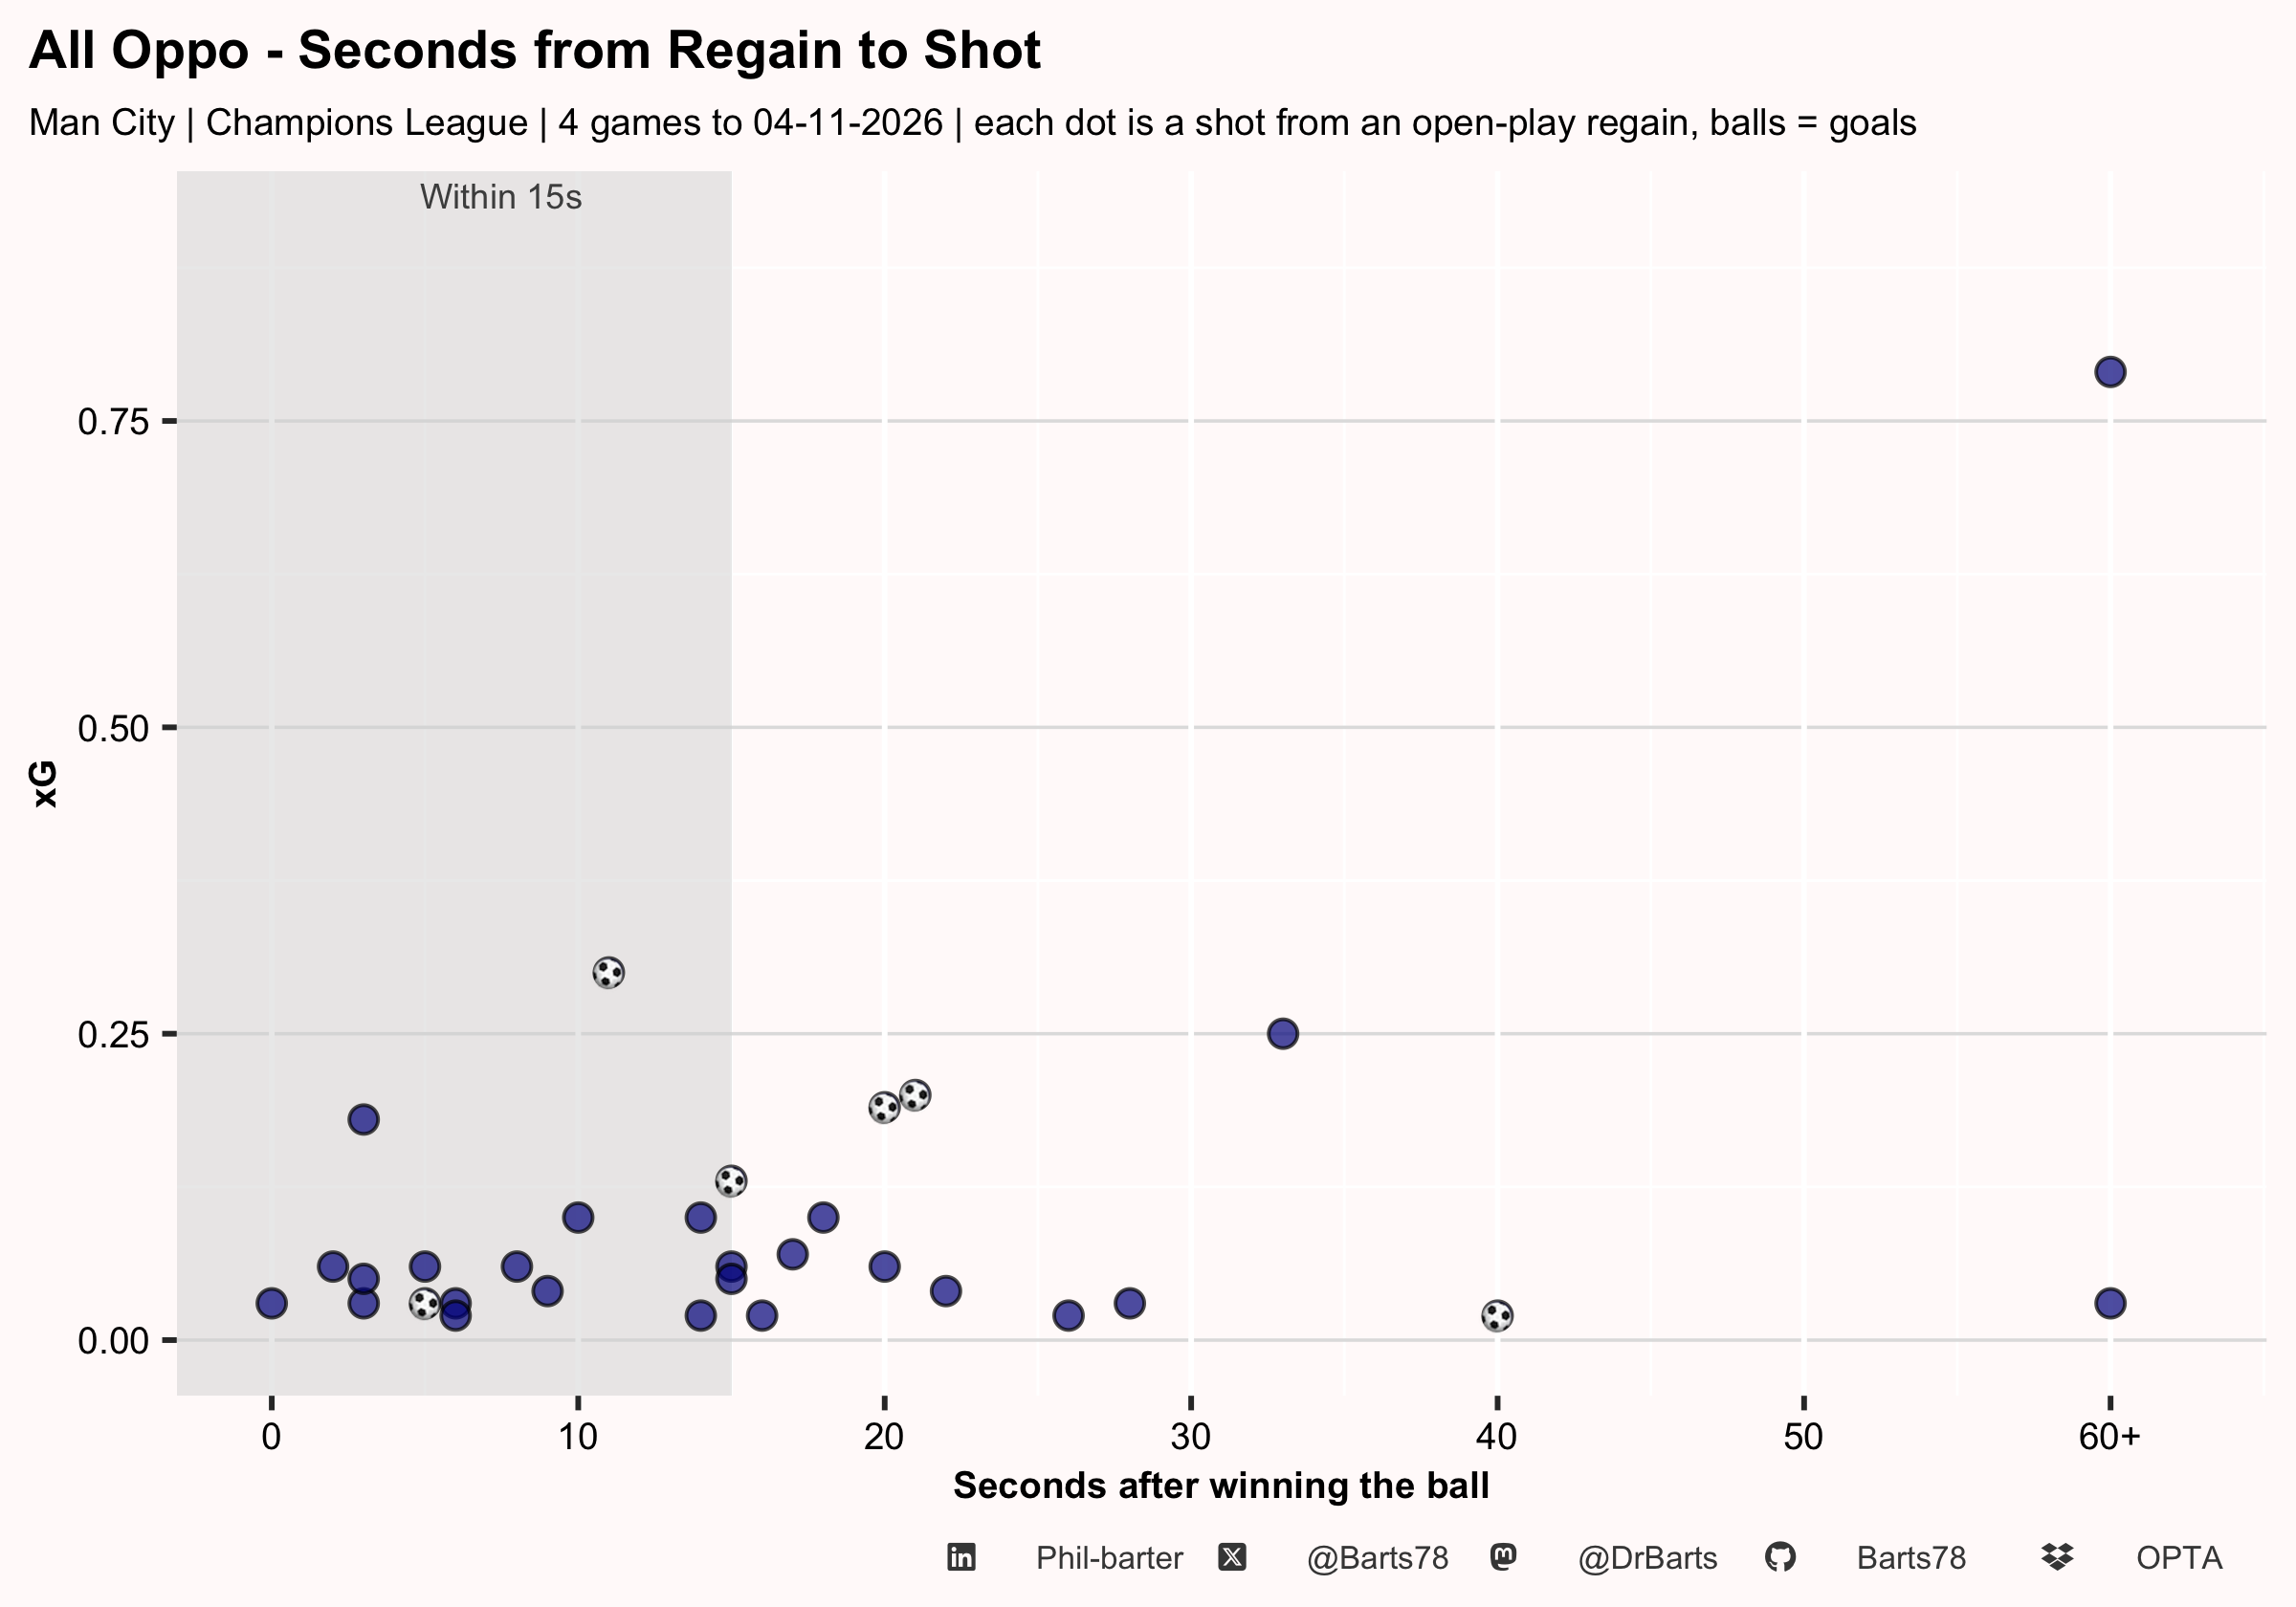 All Oppo - Seconds from Regain to Shot
Man City | Champions League | 4 games to 04-11-2026 | each dot is a shot from an open-play regain, balls = goals
Within 15s
0.75
0.50
0.25
0.00
xG
0 10 20 30 40 50 60+
Seconds after winning the ball
Phil-barter @Barts78 @DrBarts Barts78 OPTA